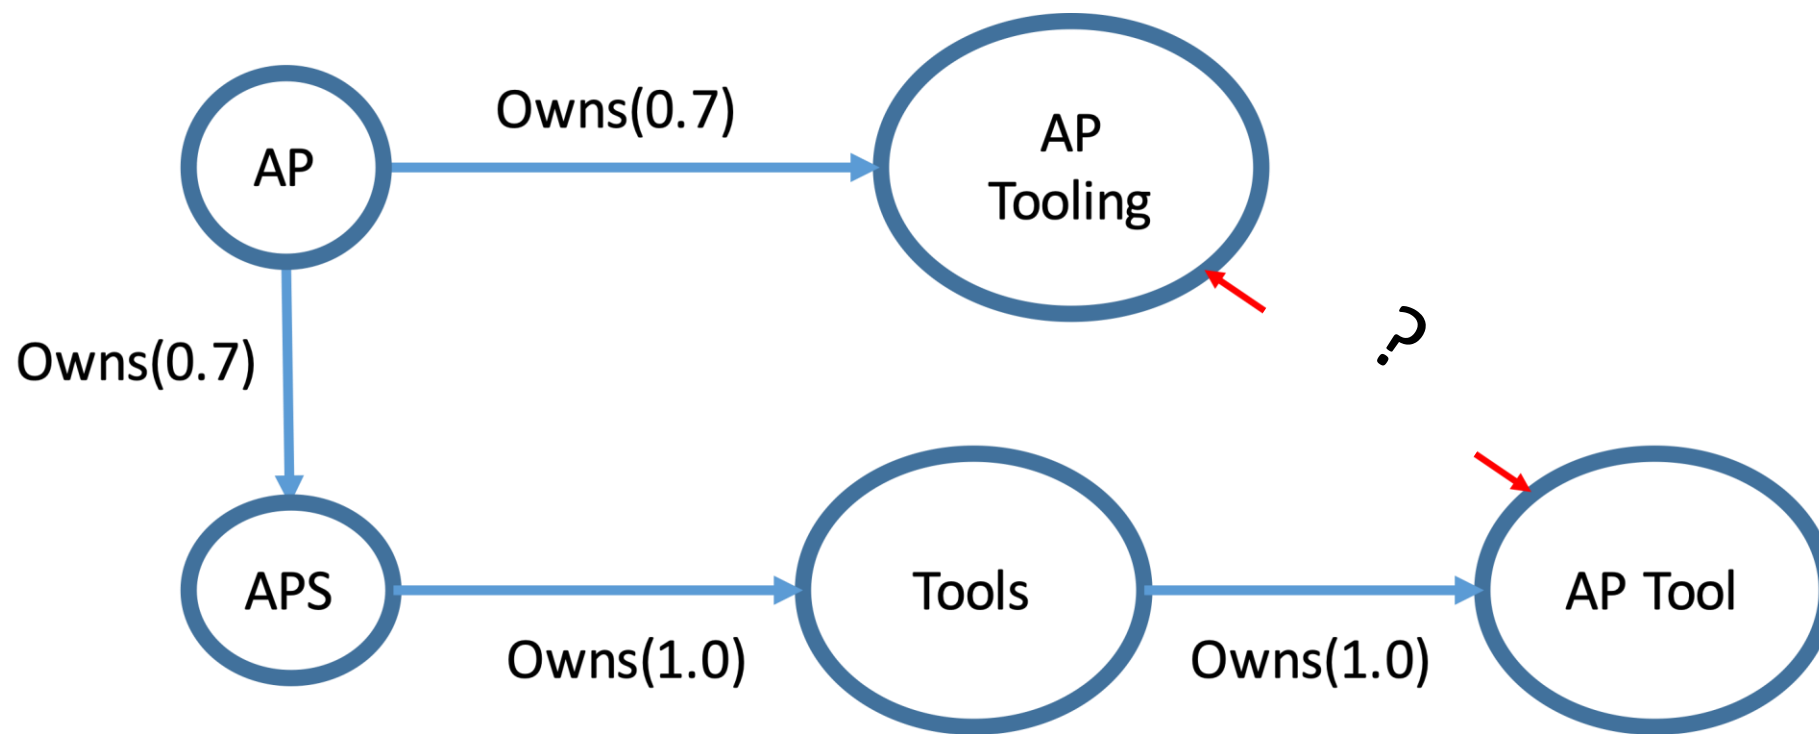 Owns(0.7)
AP
AP
Tooling
?
Owns(0.7)
APS
Tools
AP Tool
Owns(1.0)
Owns(1.0)